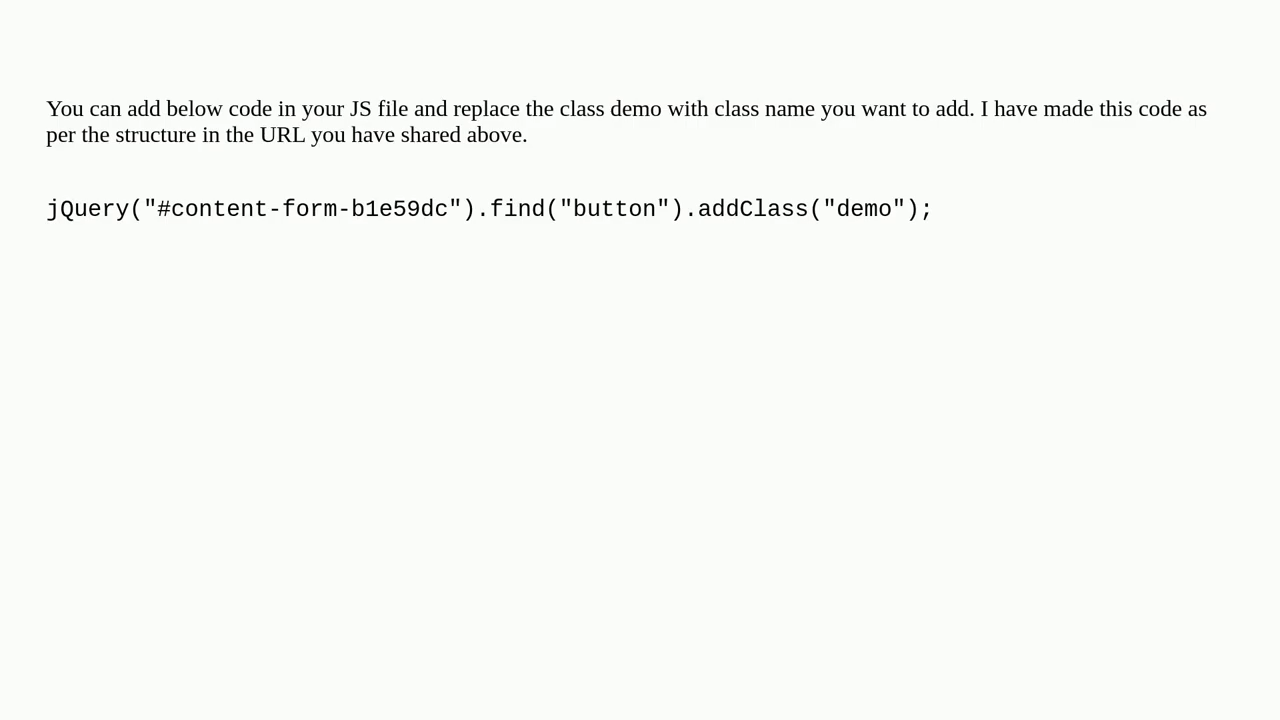 You can add below code in your JS file and replace the class demo with class name you want to add. I have made this code as
per the structure in the URL you have shared above.
jQuery("#content-form-b1e59dc").find("button").addClass("demo");